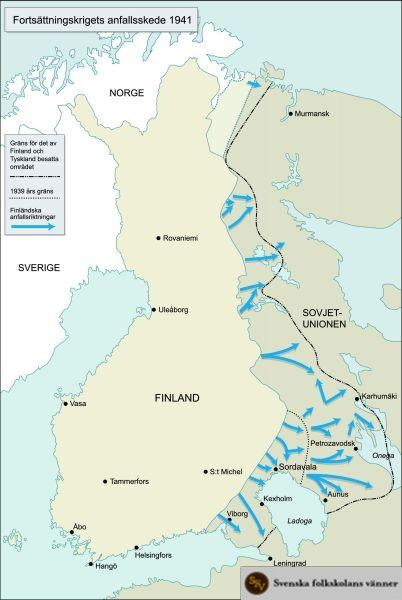 Fortsättningskrigets anfallsskede 1941
NORGE
Murmansk
Gräns för det av
Finland och
Tyskland besatta
området
1939 års gräns
Finländska
anfallsriktningar
Rovaniemi
SVERIGE
Uleåborg
SOVJET-
UNIONEN
FINLAND
Vasa
Karhumäki
Petrozavodsk
Onega
S:t Michel
Sordavala
Tammerfors
Aunus
Kexholm
Viborg
Ladoga
Åbo
Helsingfors
Hangö
Leningrad
SFV
Svenska folkskolans vänner